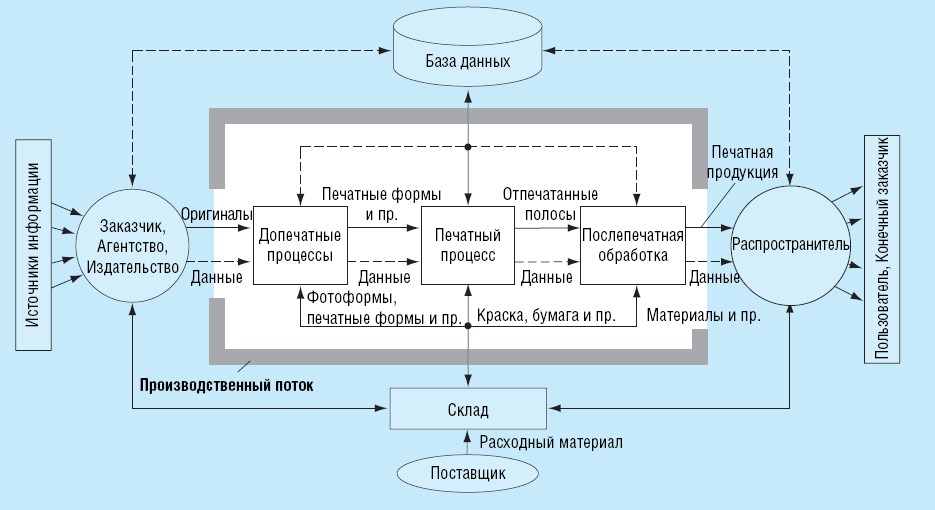 База данных
Печатная
продукция
Источники информации
Пользователь, Конечный заказчик
Печатные формы
и пр.
Отпечатанные
полосы
Оригиналы
Заказчик,
Агентство,
Издательство
Допечатные
процессы
Печатный
процесс
Послепечатная
обработка
Распространитель
Данные
Данные
Данные
Данные
Фотоформы,
печатные формы и пр.
Краска, бумага и пр.
Материалы и пр.
Производственный поток
Склад
Расходный материал
Поставщик